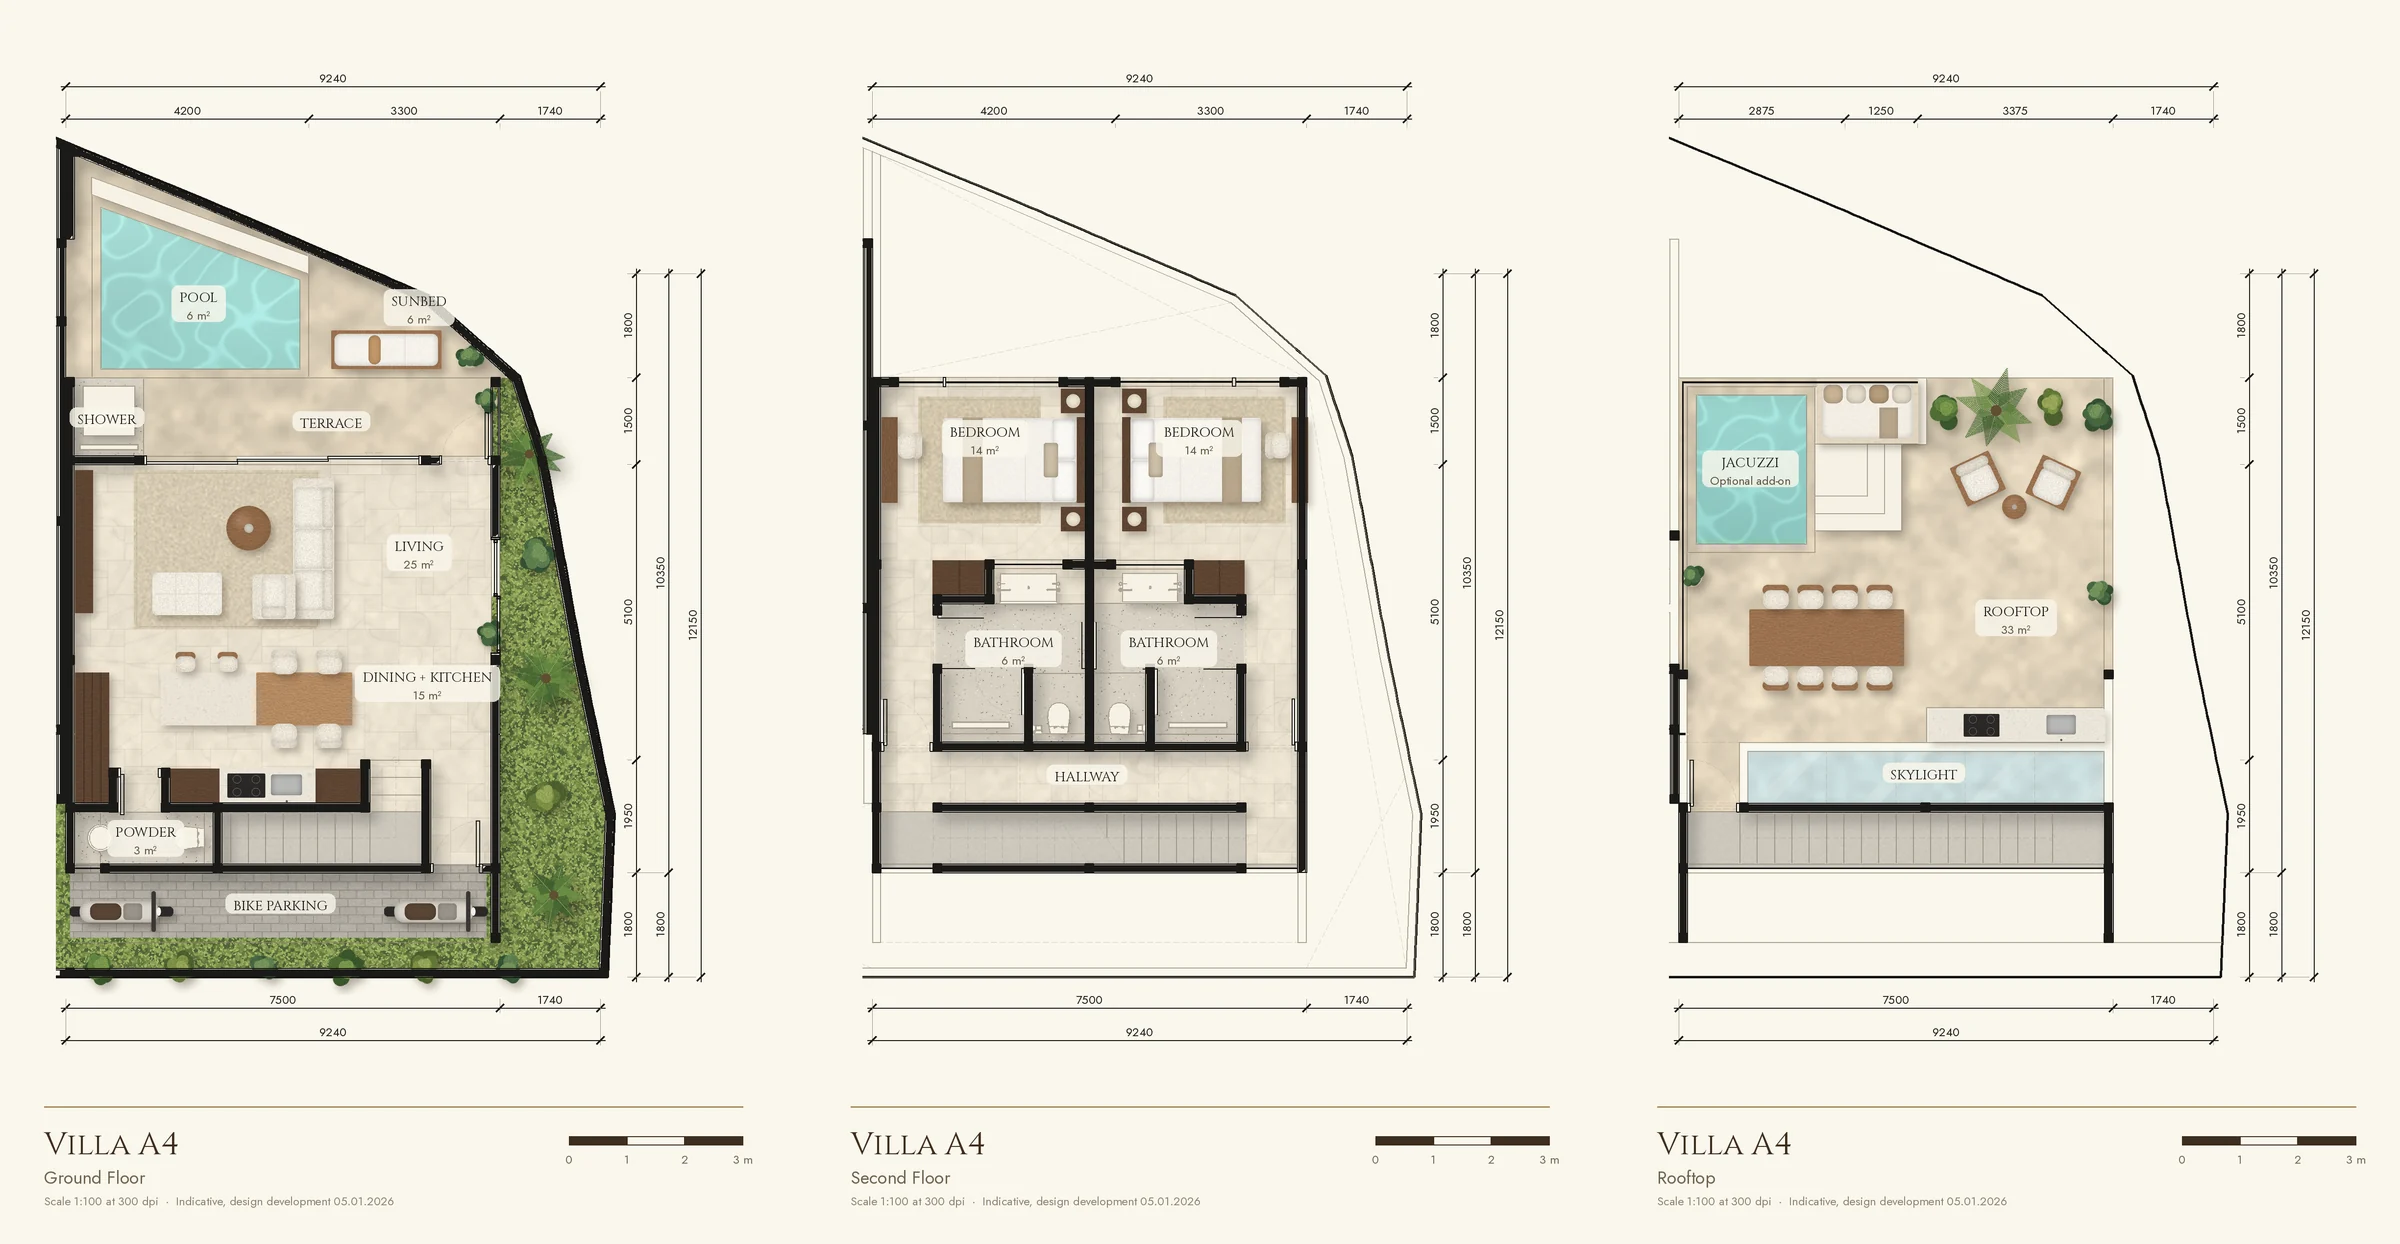 9240
4200 3300 1740
POOL
6 m²
SUNBED
6 m²
SHOWER
TERRACE
LIVING
25 m²
DINING + KITCHEN
15 m²
POWDER
3 m²
BIKE PARKING
1800
1500
5100
1950
1800
10350
1800
12150
7500 1740
9240
VILLA A4
Ground Floor
Scale 1:100 at 300 dpi · Indicative, design development 05.01.2026
0 1 2 3 m
9240
4200 3300 1740
BEDROOM
14 m²
BEDROOM
14 m²
BATHROOM
6 m²
BATHROOM
6 m²
HALLWAY
1800
1500
5100
1950
1800
10350
1800
12150
7500 1740
9240
VILLA A4
Second Floor
Scale 1:100 at 300 dpi · Indicative, design development 05.01.2026
0 1 2 3 m
9240
2875 1250 3375 1740
JACUZZI
Optional add-on
ROOFTOP
33 m²
SKYLIGHT
1800
1500
5100
1950
1800
10350
1800
12150
7500 1740
9240
VILLA A4
Rooftop
Scale 1:100 at 300 dpi · Indicative, design development 05.01.2026
0 1 2 3 m